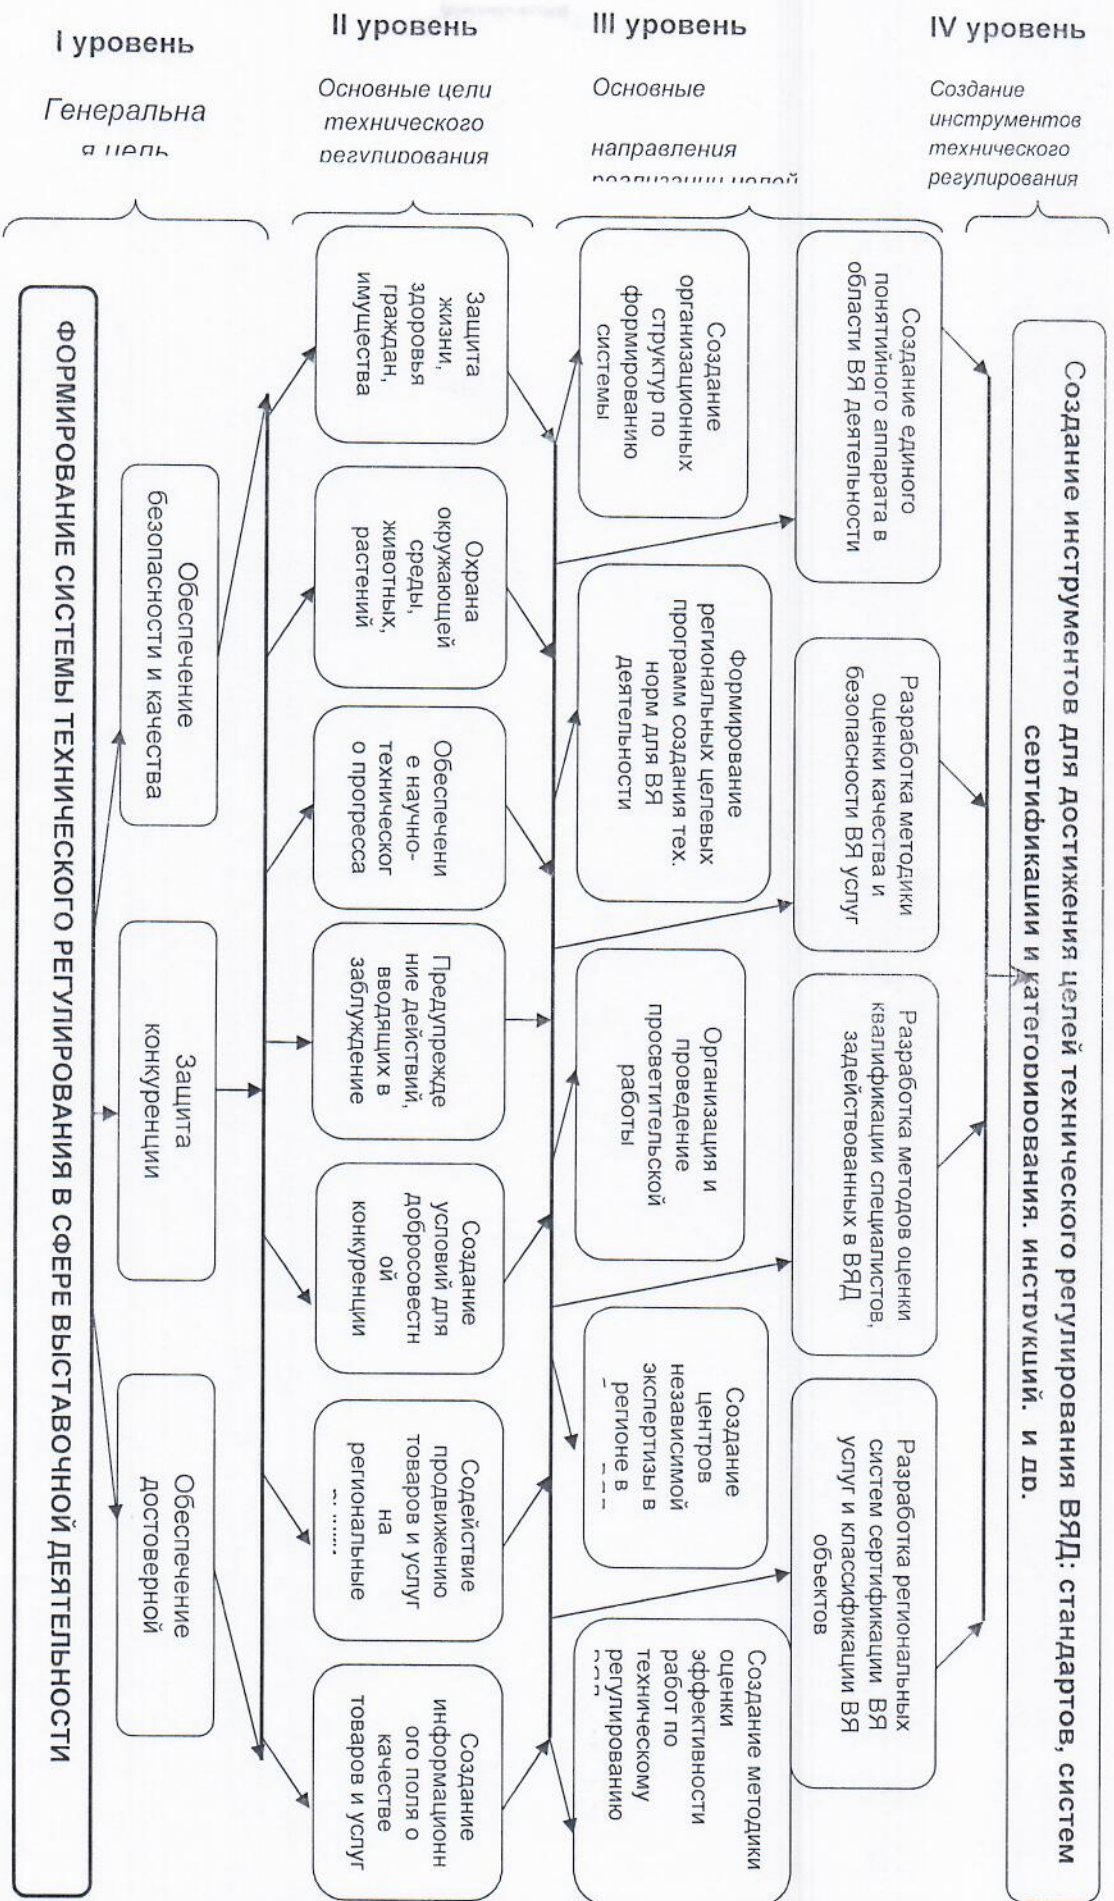 I уровень
Генеральна
я цель
II уровень
Основные цели
технического
регулирования
III уровень
Основные
направления
реализации целей
IV уровень
Создание
инструментов
технического
регулирования
ФОРМИРОВАНИЕ СИСТЕМЫ ТЕХНИЧЕСКОГО РЕГУЛИРОВАНИЯ В СФЕРЕ ВЫСТАВОЧНОЙ ДЕЯТЕЛЬНОСТИ
Обеспечение
безопасности и качества
Защита
конкуренции
Обеспечение
достоверной
Защита
жизни,
здоровья
граждан,
имущества
Охрана
окружающей
среды,
животных,
растений
Обеспечени
е научно-
техническог
о прогресса
Предупрежде
ние действий,
вводящих в
заблуждение
Создание
условий для
добросовестн
ой
конкуренции
Содействие
продвижению
товаров и услуг
на
региональные
Создание
информационн
ого поля о
качестве
товаров и услуг
Создание
организационных
структур по
формированию
системы
Формирование
региональных целевых
программ создания тех.
норм для ВЯ
деятельности
Организация и
проведение
просветительской
работы
Создание
центров
независимой
экспертизы в
регионе в
Создание методики
оценки
эффективности
работ по
техническому
регулированию
Создание единого
понятийного аппарата в
области ВЯ деятельности
Разработка методики
оценки качества и
безопасности ВЯ услуг
Разработка методов оценки
квалификации специалистов,
задействованных в ВЯД
Разработка региональных
систем сертификации ВЯ
услуг и классификации ВЯ
объектов
Создание инструментов для достижения целей технического регулирования ВЯД: стандартов, систем
сертификации и категорирования. инструкций. и др.